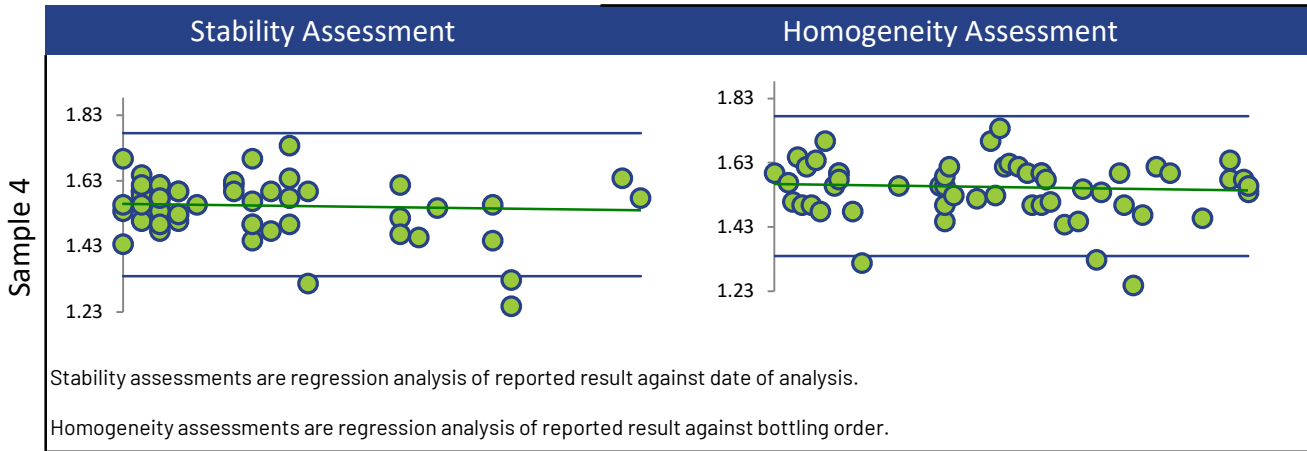 Stability Assessment
Homogeneity Assessment
Sample 4
1.83
1.63
1.43
1.23
1.83
1.63
1.43
1.23
Stability assessments are regression analysis of reported result against date of analysis.
Homogeneity assessments are regression analysis of reported result against bottling order.